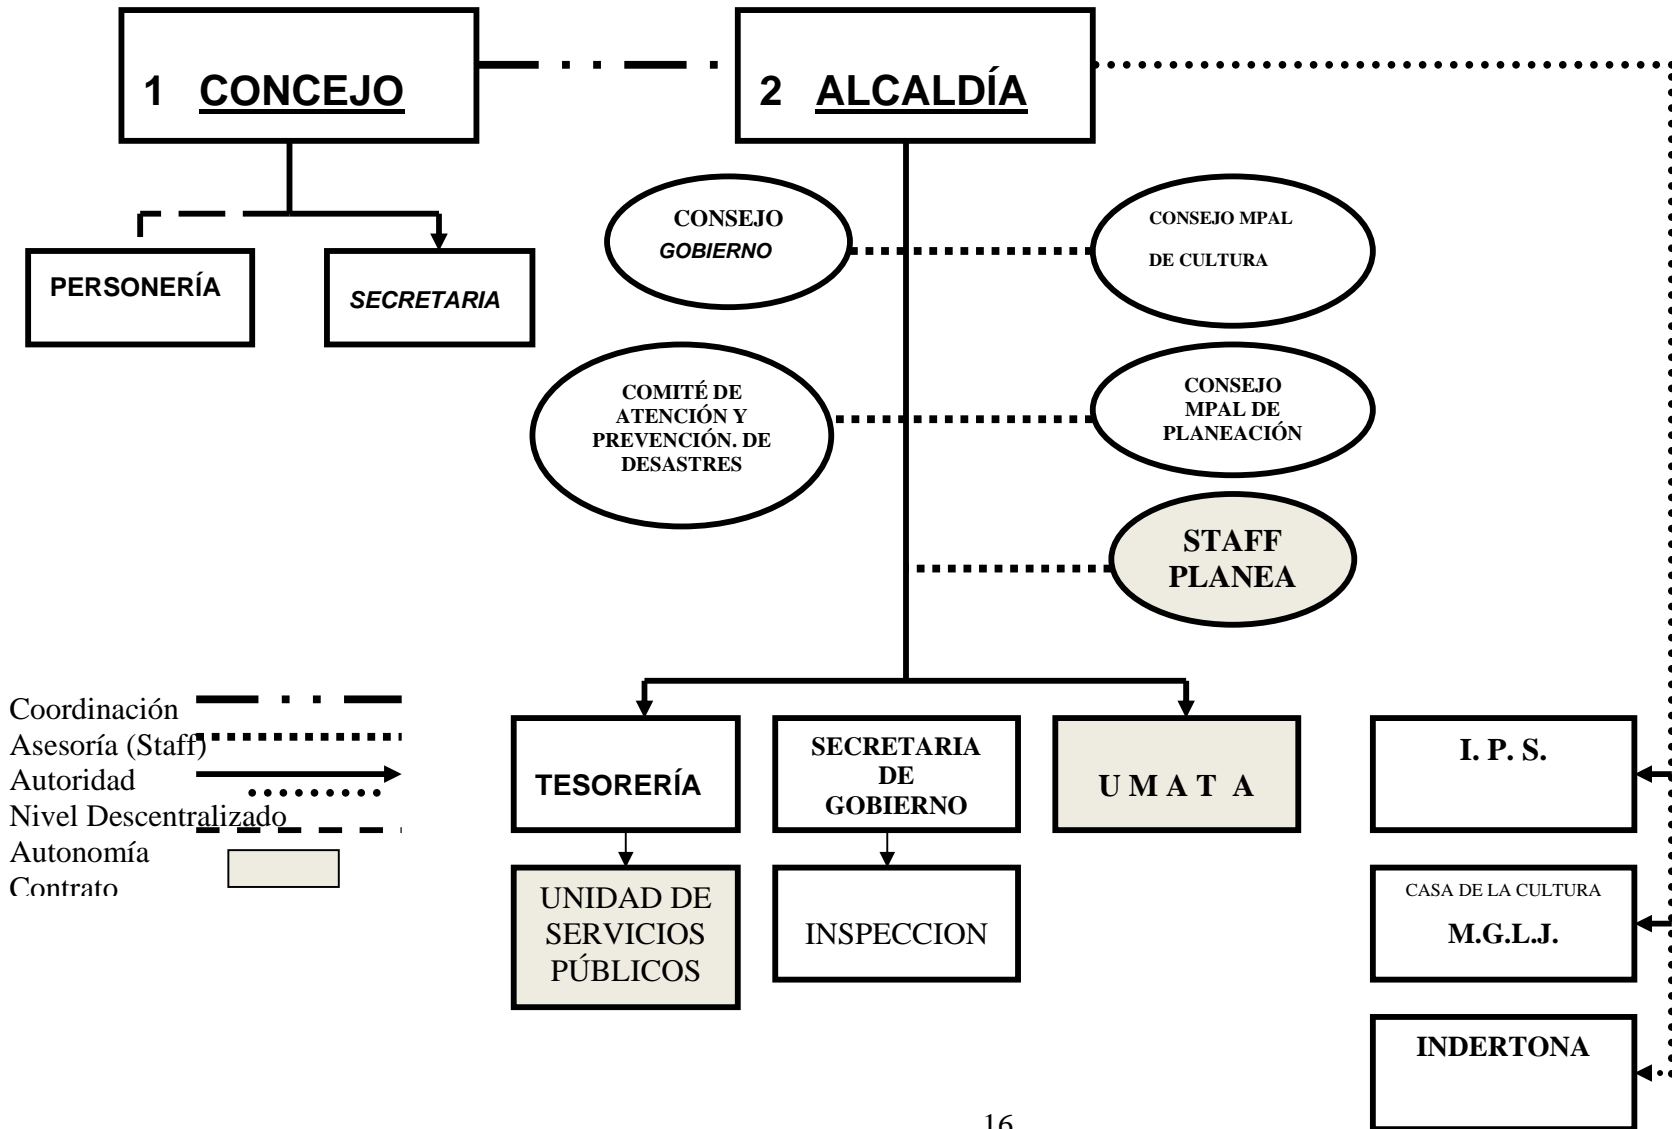 1 CONCEJO
2 ALCALDÍA
PERSONERÍA
SECRETARIA
CONSEJO
GOBIERNO
CONSEJO MPAL
DE CULTURA
COMITÉ DE
ATENCIÓN Y
PREVENCIÓN. DE
DESASTRES
CONSEJO
MPAL DE
PLANEACIÓN
STAFF
PLANEA
Coordinación
Asesoría (Staff)
Autoridad
Nivel Descentralizado
Autonomía
Contrato
TESORERÍA
SECRETARIA
DE
GOBIERNO
U M A T A
I. P. S.
UNIDAD DE
SERVICIOS
PÚBLICOS
INSPECCION
CASA DE LA CULTURA
M.G.L.J.
INDERTONA
16